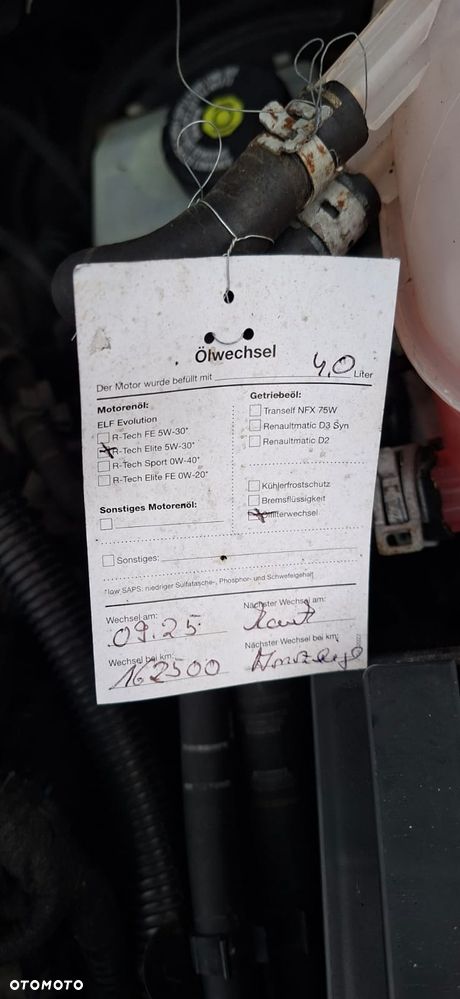 Ölwechsel
Der Motor wurde befüllt mit 4,0 Liter
Motorenöl:
ELF Evolution
R-Tech FE 5W-30*
R-Tech Elite 5W-30*
R-Tech Sport 0W-40*
R-Tech Elite FE 0W-20*
Sonstiges Motorenöl:
Getriebeöl:
Tranself NFX 75W
Renaultmatic D3 Syn
Renaultmatic D2
Kühlerfrostschutz
Bremsflüssigkeit
Ölfilterwechsel
Sonstiges:
*low SAPS: niedriger Sulfatasche-, Phosphor- und Schwefelgehalt
Wechsel am:
09.25
Nächster Wechsel am:
Laut
Wechsel bei km:
162500
Nächster Wechsel bei km:
Anzeige
OTOMOTO